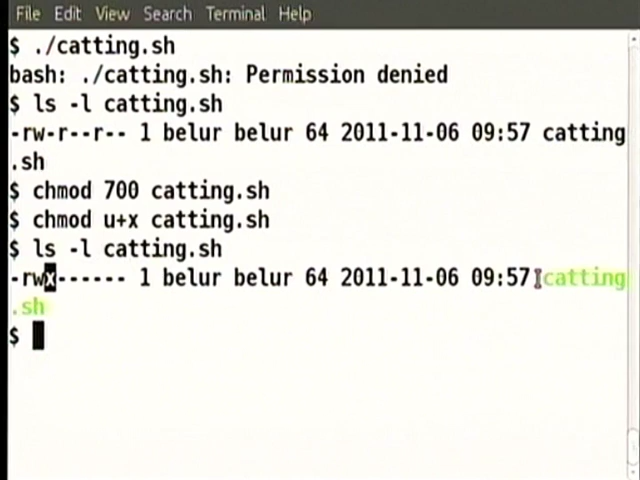 File Edit View Search Terminal Help
$ ./catting.sh
bash: ./catting.sh: Permission denied
$ ls -l catting.sh
-rw-r--r-- 1 belur belur 64 2011-11-06 09:57 catting
.sh
$ chmod 700 catting.sh
$ chmod u+x catting.sh
$ ls -l catting.sh
-rwx------ 1 belur belur 64 2011-11-06 09:57 catting
.sh
$